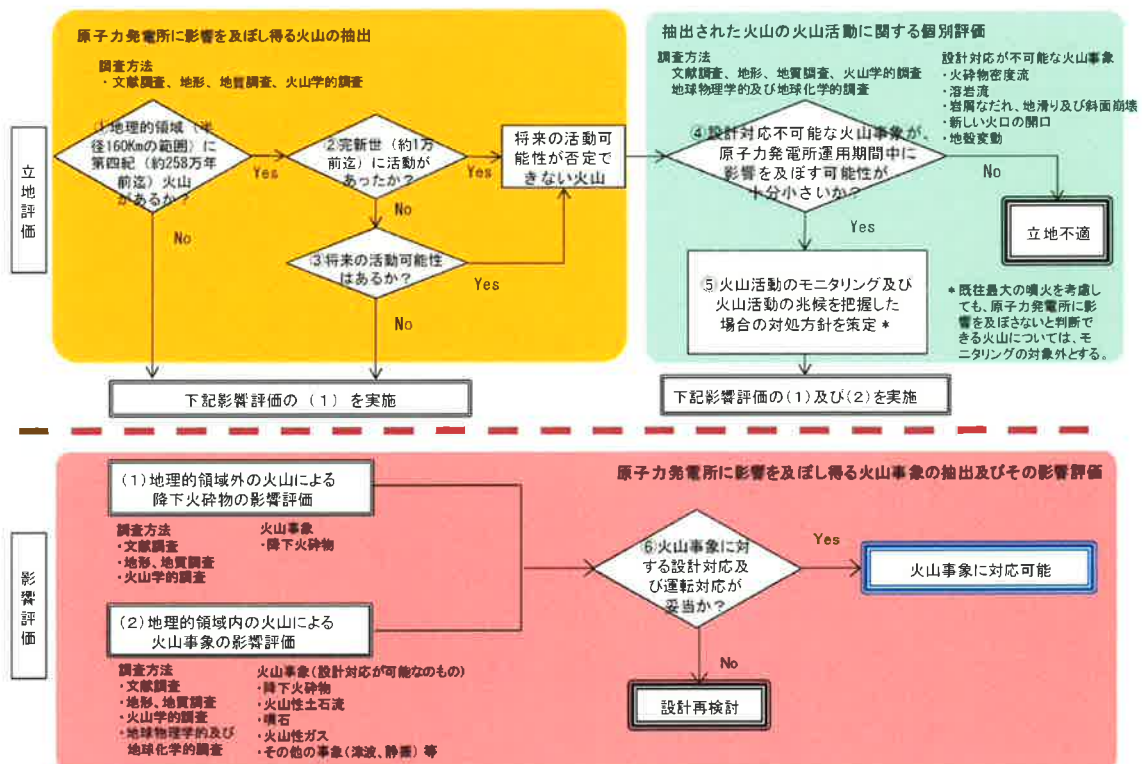 原子力発電所に影響を及ぼし得る火山の抽出
調査方法
・文献調査、地形、地質調査、火山学的調査
①地理的領域(半
径160Kmの範囲)に
第四紀(約258万年
前迄)火山
があるか?
Yes
No
②完新世(約1万
前迄)に活動が
あったか?
Yes
No
将来の活動可
能性が否定で
きない火山
③将来の活動可能性
はあるか?
Yes
No
立地評価
抽出された火山の火山活動に関する個別評価
調査方法
文献調査、地形、地質調査、火山学的調査
地球物理学的及び地球化学的調査
設計対応が不可能な火山事象
・火砕物密度流
・溶岩流
・岩屑なだれ、地滑り及び斜面崩壊
・新しい火口の開口
・地殻変動
④設計対応不可能な火山事象が、
原子力発電所運用期間中に
影響を及ぼす可能性が
十分小さいか?
No
Yes
立地不適
⑤火山活動のモニタリング及び
火山活動の兆候を把握した
場合の対処方針を策定*
*既往最大の噴火を考慮し
ても、原子力発電所に影
響を及ぼさないと判断で
きる火山については、モ
ニタリングの対象外とする。
下記影響評価の(1)を実施
下記影響評価の(1)及び(2)を実施
影響評価
原子力発電所に影響を及ぼし得る火山事象の抽出及びその影響評価
(1)地理的領域外の火山による
降下火砕物の影響評価
調査方法
・文献調査
・地形、地質調査
・火山学的調査
火山事象
・降下火砕物
(2)地理的領域内の火山による
火山事象の影響評価
調査方法
・文献調査
・地形、地質調査
・火山学的調査
・地球物理学的及び
地球化学的調査
火山事象(設計対応が可能なのもの)
・降下火砕物
・火山性土石流
・噴石
・火山性ガス
・その他の事象(津波、静振)等
⑥火山事象に対
する設計対応及
び運転対応が
妥当か?
Yes
火山事象に対応可能
No
設計再検討